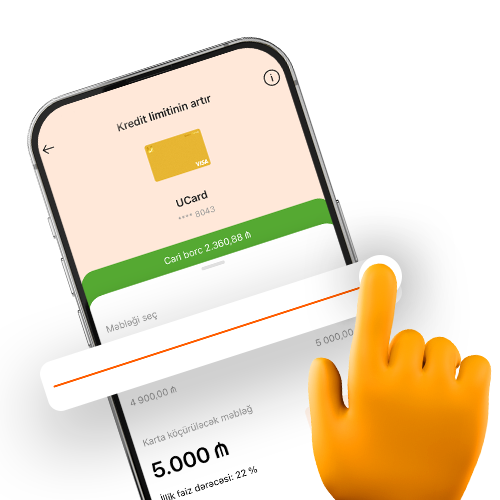 Kredit limitinin artır
VISA
UCard
**** 8043
Cari borc 2.360,88 ₼
Məbləği seç
4 900,00 ₼
5 000,00
Karta köçürüləcək məbləğ
5.000 ₼
İllik faiz dərəcəsi: 22 %